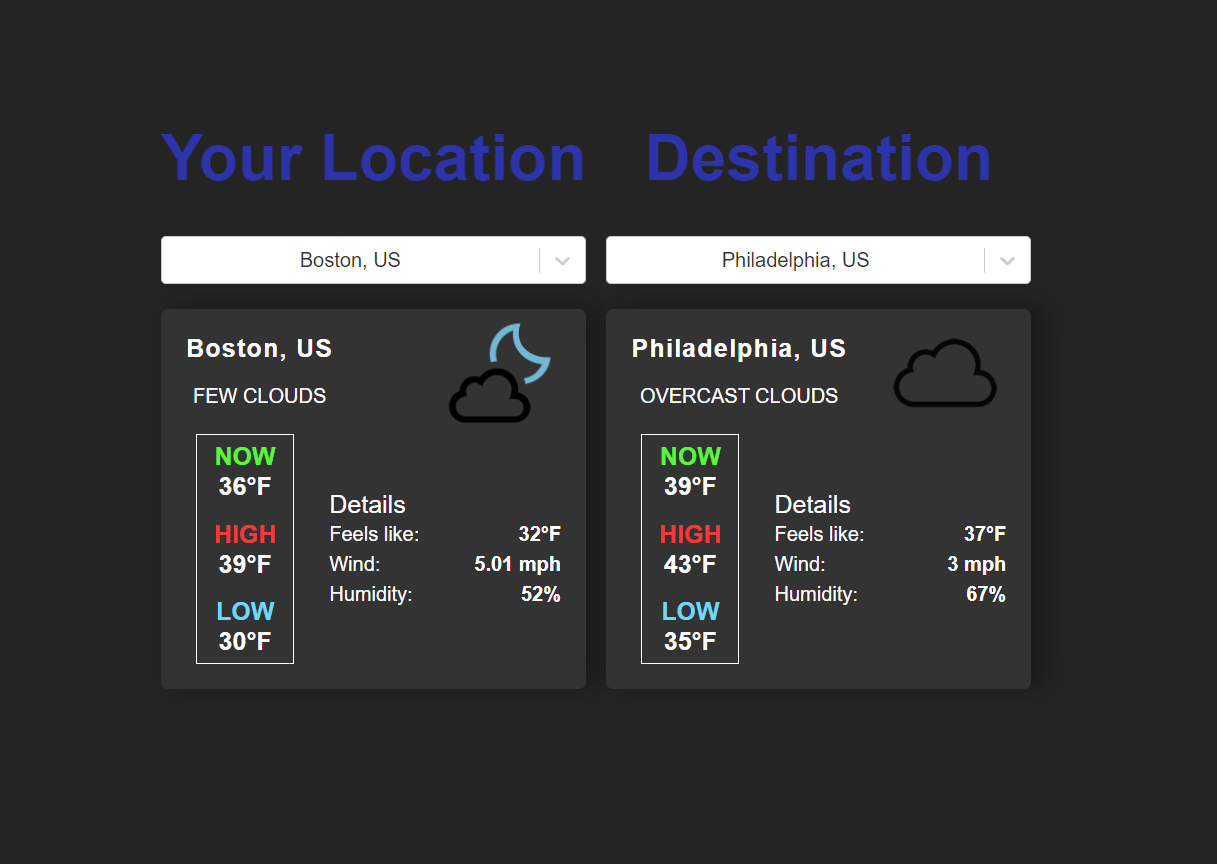 Your Location
Destination
Boston, US
Philadelphia, US
Boston, US
FEW CLOUDS
NOW
36°F
HIGH
39°F
LOW
30°F
Details
Feels like: 32°F
Wind: 5.01 mph
Humidity: 52%
Philadelphia, US
OVERCAST CLOUDS
NOW
39°F
HIGH
43°F
LOW
35°F
Details
Feels like: 37°F
Wind: 3 mph
Humidity: 67%